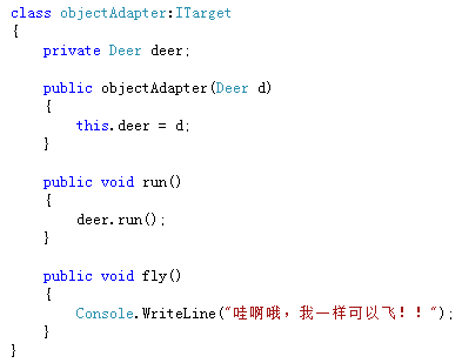 class objectAdapter:ITarget
{
    private Deer deer;

    public objectAdapter(Deer d)
    {
        this.deer = d;
    }

    public void run()
    {
        deer.run();
    }

    public void fly()
    {
        Console.WriteLine("哇啊哦，我一样可以飞！！");
    }
}